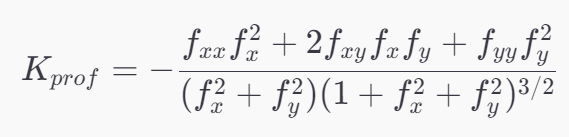 K_{prof} = -\frac{f_{xx}f_x^2 + 2f_{xy}f_xf_y + f_{yy}f_y^2}{(f_x^2 + f_y^2)(1 + f_x^2 + f_y^2)^{3/2}}